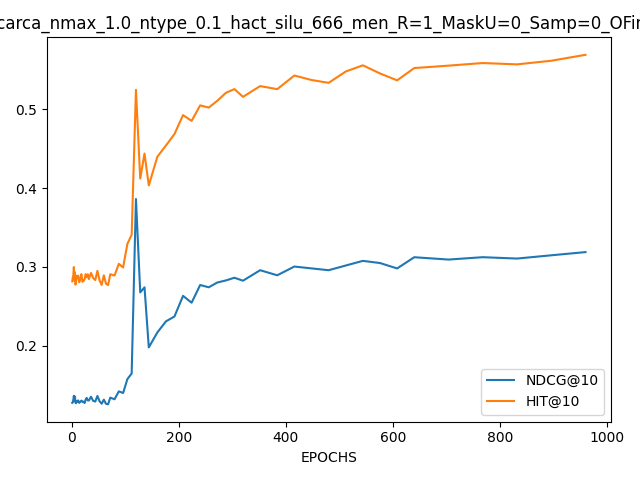 carca_nmax_1.0_ntype_0.1_hact_silu_666_men_R=1_MaskU=0_Samp=0_OFin
0.5
0.4
0.3
0.2
NDCG@10
HIT@10
0 200 400 600 800 1000
EPOCHS